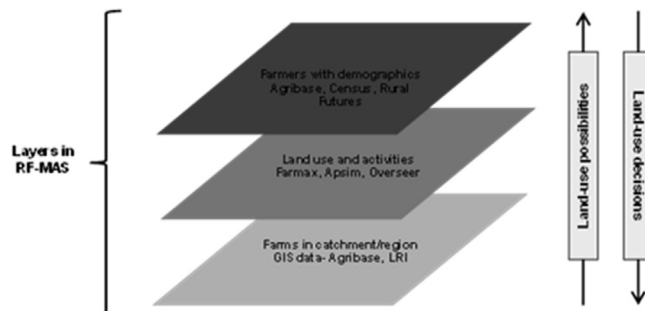 Farmers with demographics
Agribase, Census, Rural
Futures
Layers in
RF-MAS
Land use and activities
Farmax, Apsim, Overseer
Farms in catchment/region
GIS data- Agribase, LRI
Land-use possibilities
Land-use decisions